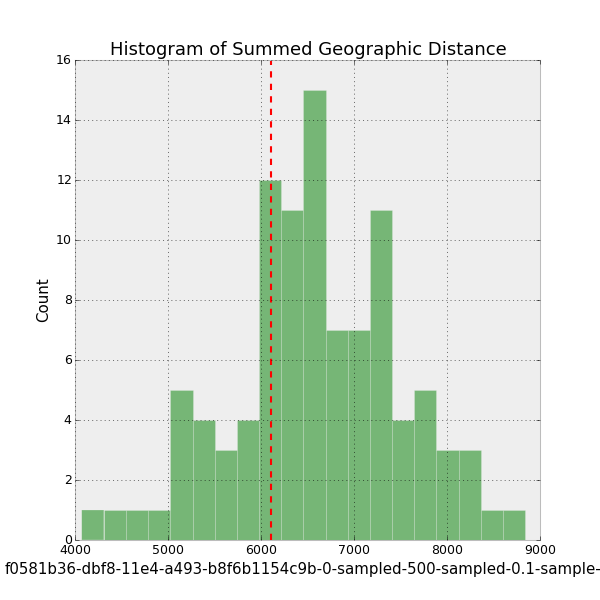 Histogram of Summed Geographic Distance
16
14
12
10
8
6
4
2
0
Count
4000 5000 6000 7000 8000 9000
f0581b36-dbf8-11e4-a493-b8f6b1154c9b-0-sampled-500-sampled-0.1-sample-